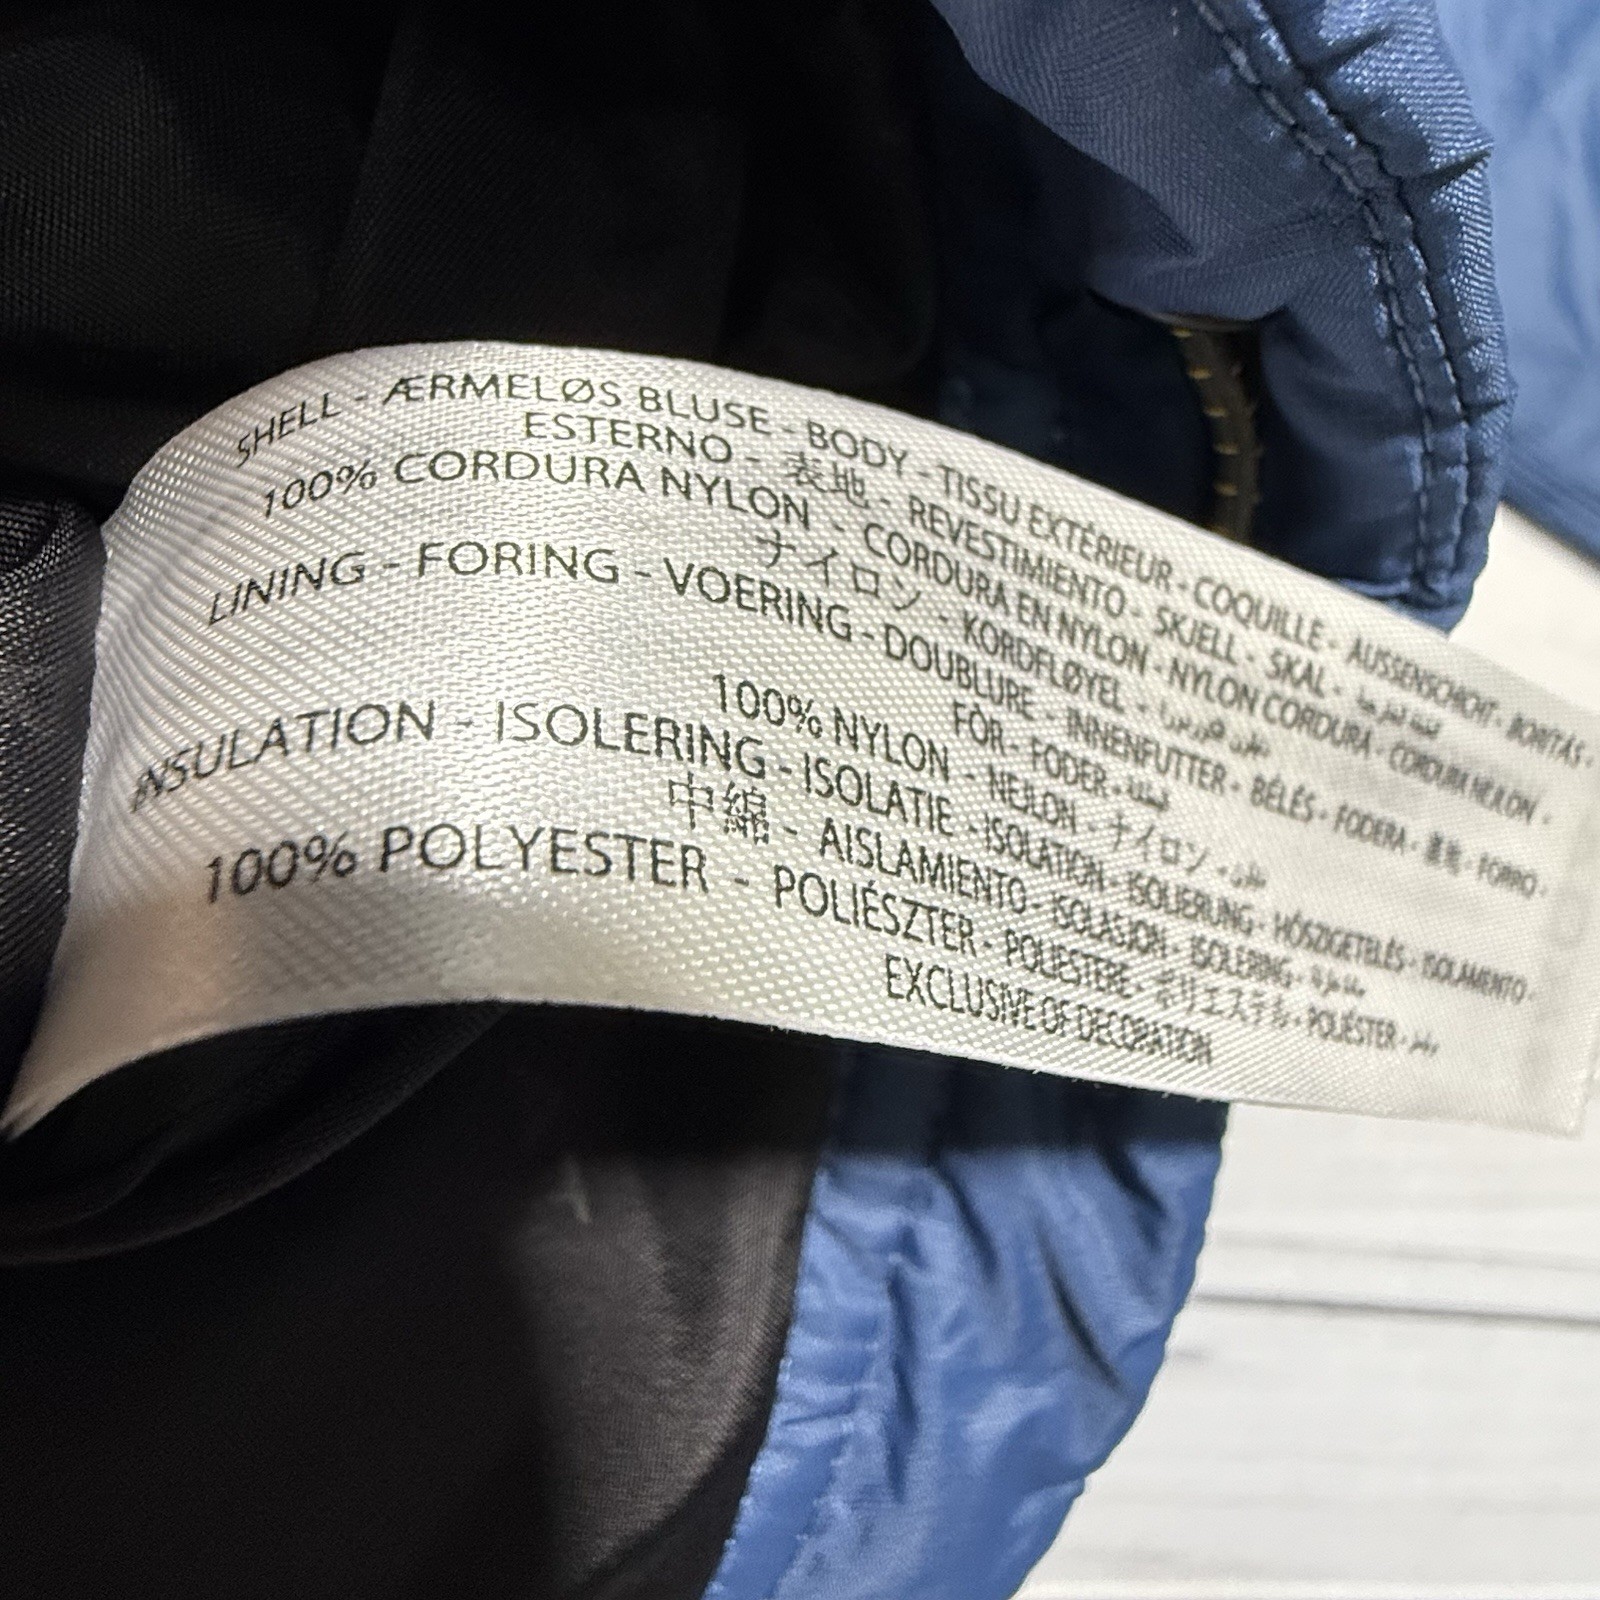 SHELL - ÆRMELØS BLUSE - BODY - TISSU EXTÉRIEUR - COQUILLE - AUSSENSCHICHT - BORÍTÁS -
ESTERNO - 表地 - REVESTIMIENTO - SKJELL - SKAL -
100% CORDURA NYLON - CORDURA EN NYLON - NYLON CORDURA - CORDURA NEJLON -
ナイロン - KORDFLØYEL -
LINING - FORING - VOERING - DOUBLURE - INNENFUTTER - BÉLÉS - FODERA - 裏地 - FORRO -
FÔR - FODER -
100% NYLON - NEJLON - ナイロン -
INSULATION - ISOLERING - ISOLATIE - ISOLATION - ISOLIERUNG - HŐSZIGETELÉS - ISOLAMENTO -
中綿 - AISLAMIENTO - ISOLASJON - ISOLERING -
100% POLYESTER - POLIÉSZTER - POLIESTERE - ポリエステル - POLIÉSTER -
EXCLUSIVE OF DECORATION